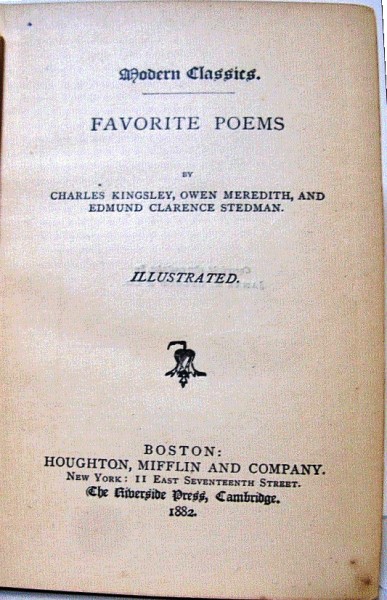 Modern Classics.
FAVORITE POEMS
BY
CHARLES KINGSLEY, OWEN MEREDITH, AND
EDMUND CLARENCE STEDMAN.
ILLUSTRATED.
BOSTON:
HOUGHTON, MIFFLIN AND COMPANY.
NEW YORK: 11 EAST SEVENTEENTH STREET.
The Riverside Press, Cambridge.
1882.